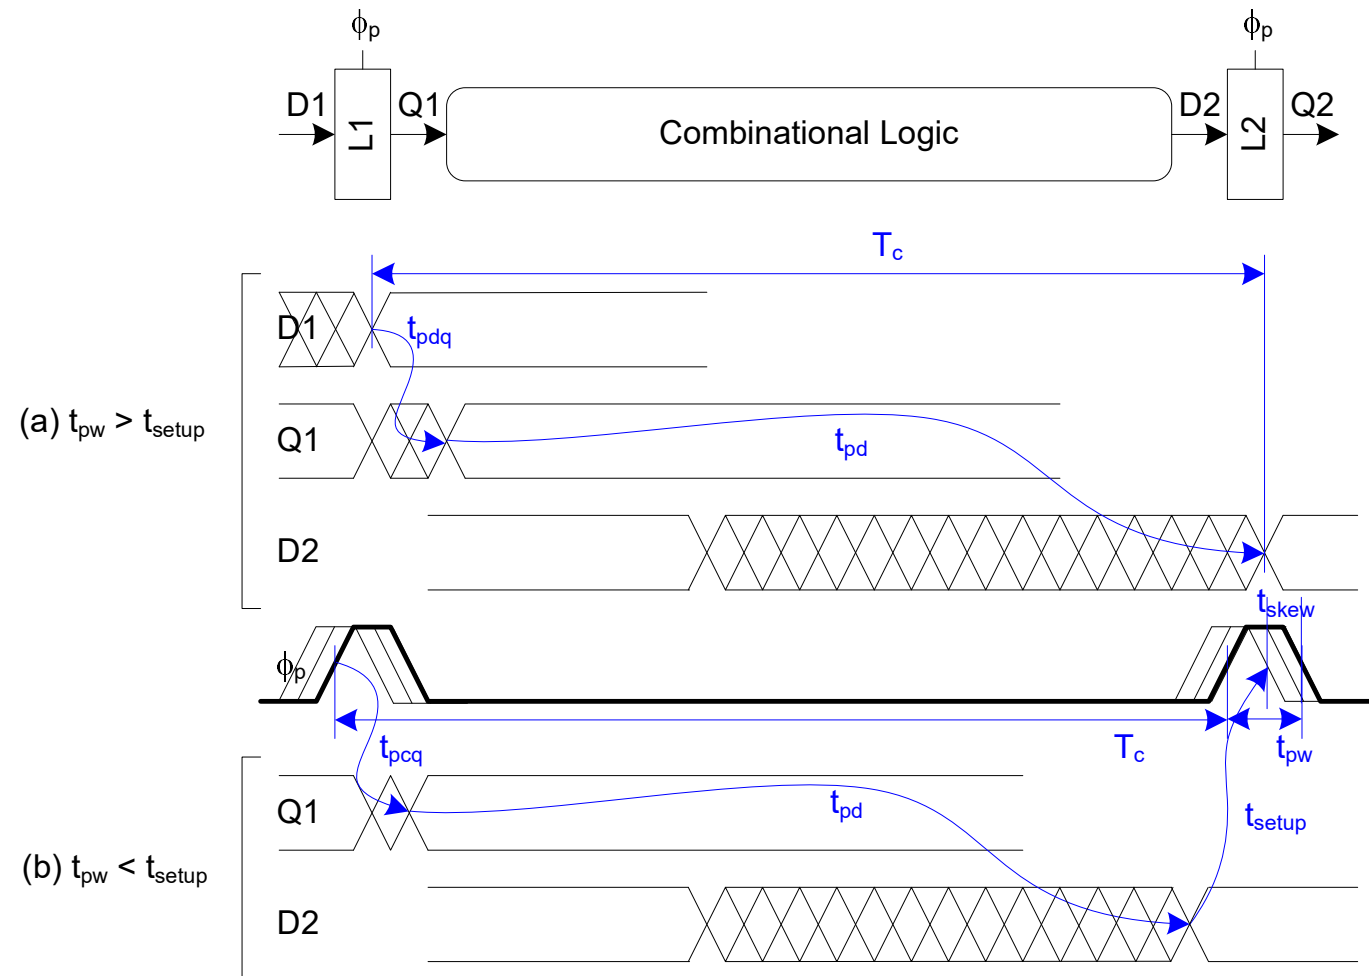 ϕp ϕp
D1 L1 Q1 Combinational Logic D2 L2 Q2
Tc
D1 tpdq
(a) tpw > tsetup
Q1 tpd
D2
tskew
ϕp
tpcq Tc tpw
Q1 tpd tsetup
(b) tpw < tsetup
D2